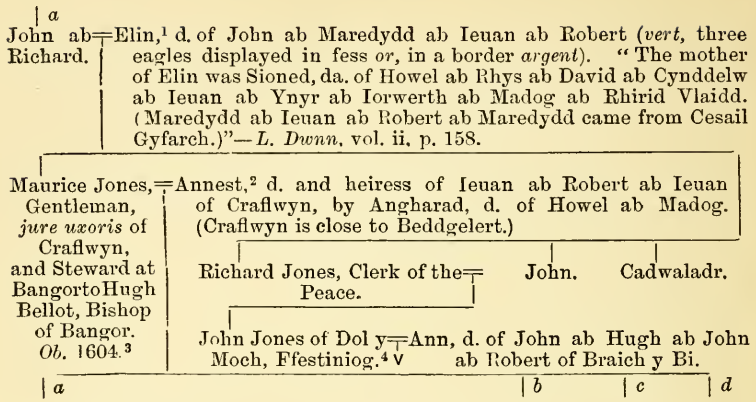 a
John ab=Elin,¹ d. of John ab Maredydd ab Ieuan ab Robert (vert, three
Richard. eagles displayed in fess or, in a border argent). "The mother
of Elin was Sioned, da. of Howel ab Rhys ab David ab Cynddelw
ab Ieuan ab Ynyr ab Iorwerth ab Madog ab Rhirid Vlaidd.
(Maredydd ab Ieuan ab Robert ab Maredydd came from Cesail
Gyfarch.)"—L. Dwnn, vol. ii, p. 158.
Maurice Jones,=Annest,² d. and heiress of Ieuan ab Robert ab Ieuan
Gentleman, of Craflwyn, by Angharad, d. of Howel ab Madog.
jure uxoris of (Craflwyn is close to Beddgelert.)
Craflwyn,
and Steward at Richard Jones, Clerk of the= John. Cadwaladr.
Bangor to Hugh Peace.
Bellot, Bishop
of Bangor. John Jones of Dol y=Ann, d. of John ab Hugh ab John
Ob. 1604.³ Moch, Ffestiniog.⁴ v ab Robert of Braich y Bi.
a b c d